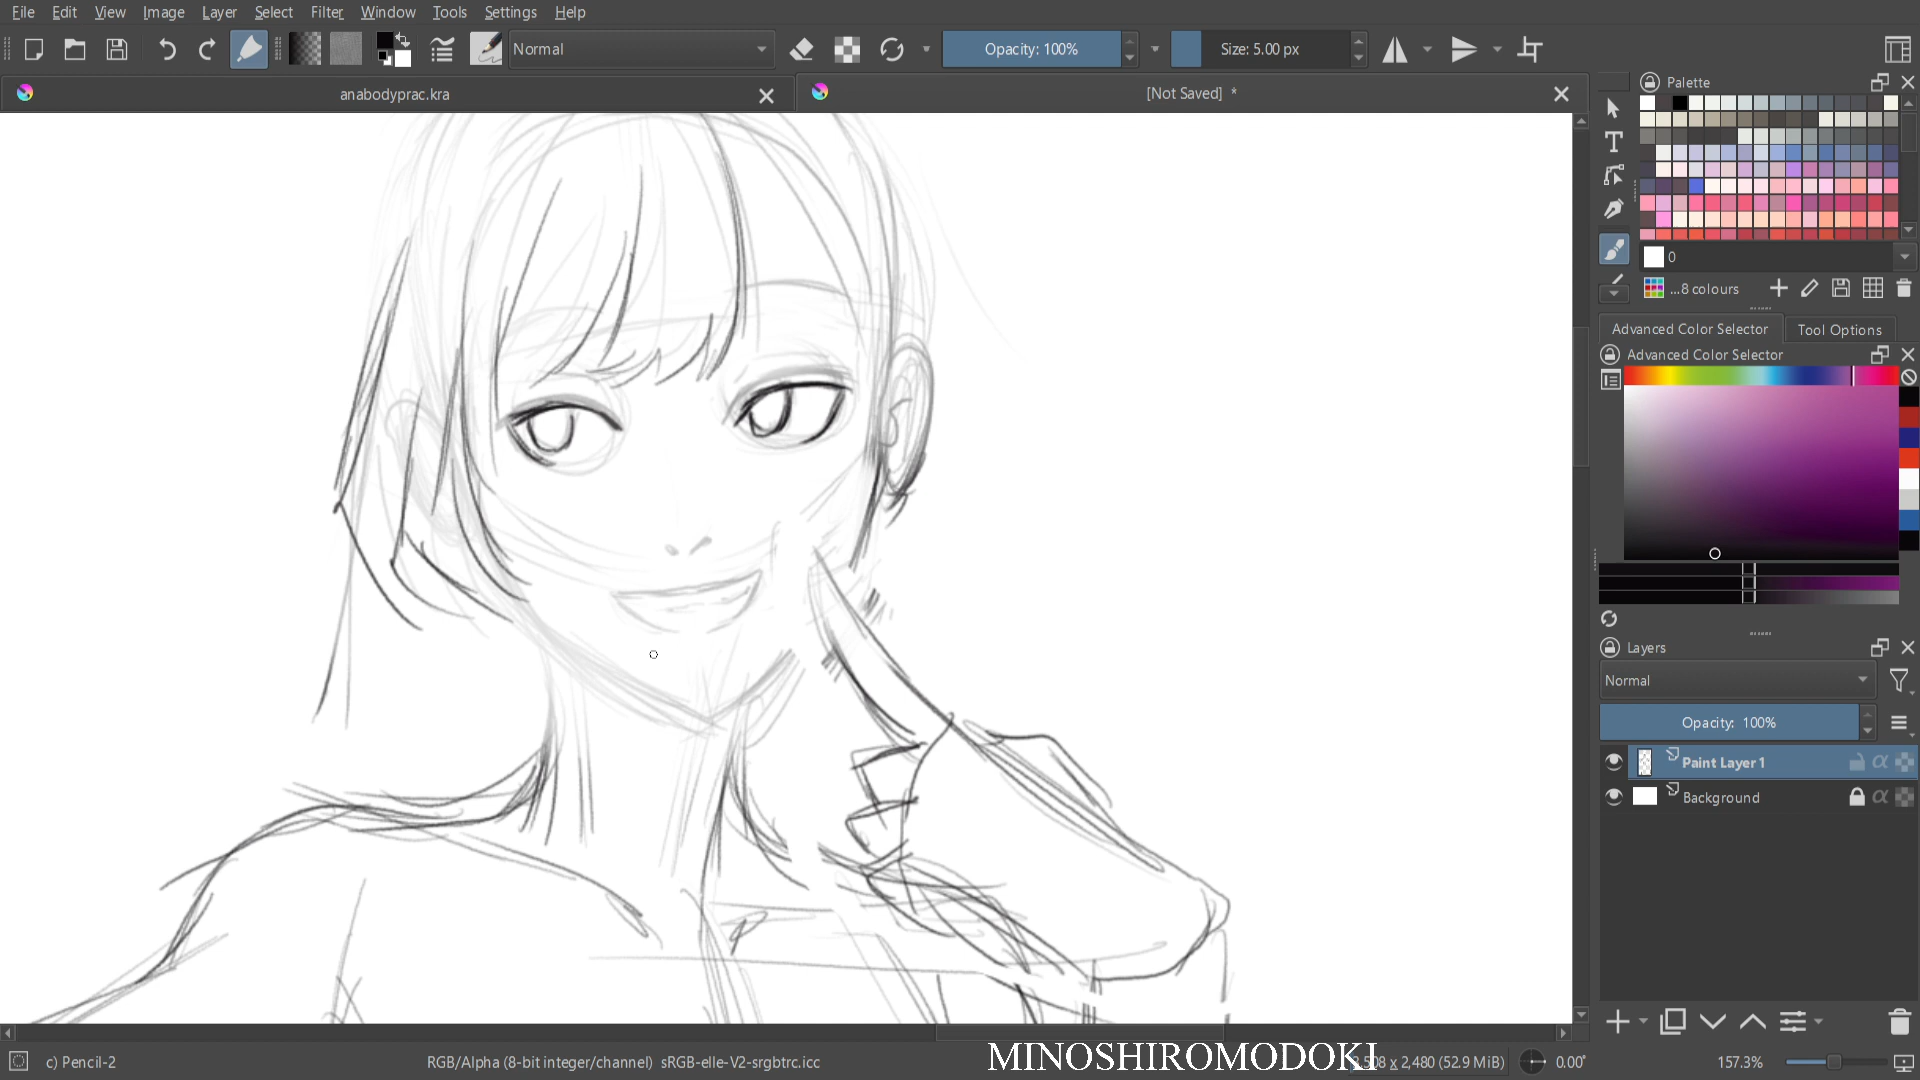 File Edit View Image Layer Select Filter Window Tools Settings Help
Normal
Opacity: 100%
Size: 5.00 px
anabodyprac.kra
[Not Saved] *
Palette
0
...8 colours
Advanced Color Selector
Tool Options
Advanced Color Selector
Layers
Normal
Opacity: 100%
Paint Layer 1
Background
c) Pencil-2
RGB/Alpha (8-bit integer/channel) sRGB-elle-V2-srgbtrc.icc
MINOSHIROMODOKI
x 2,480 (52.9 MiB)
0.00°
157.3%